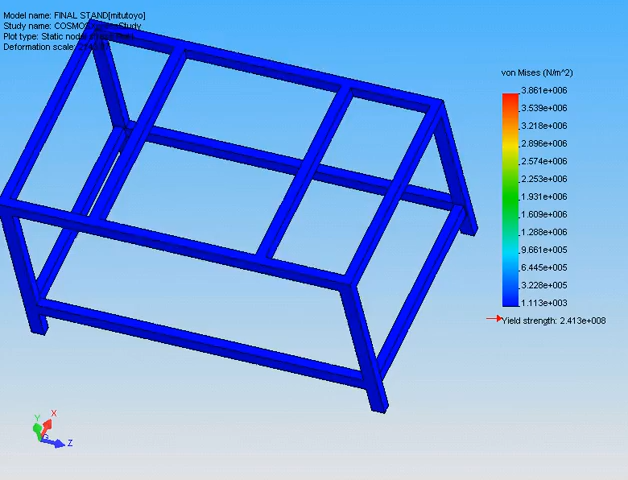 Model name: FINAL STAND[mitutoyo]
Study name:
Plot type: Static
Deformation scale:
von Mises (N/m^2)
3.861e+006
3.539e+006
3.218e+006
2.896e+006
2.574e+006
2.253e+006
1.931e+006
1.609e+006
1.288e+006
9.661e+005
6.445e+005
3.228e+005
1.113e+003
Yield strength: 2.413e+008
Y
X
Z